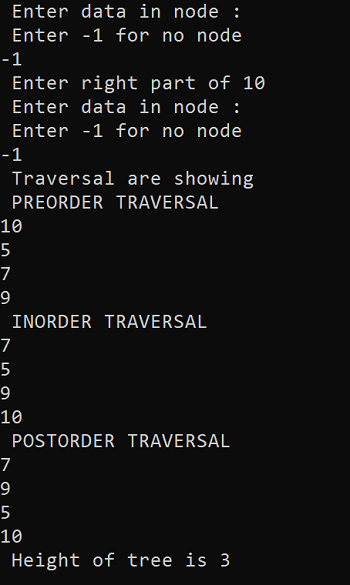 Enter data in node :
Enter -1 for no node
-1
Enter right part of 10
Enter data in node :
Enter -1 for no node
-1
Traversal are showing
PREORDER TRAVERSAL
10
5
7
9
INORDER TRAVERSAL
7
5
9
10
POSTORDER TRAVERSAL
7
9
5
10
Height of tree is 3